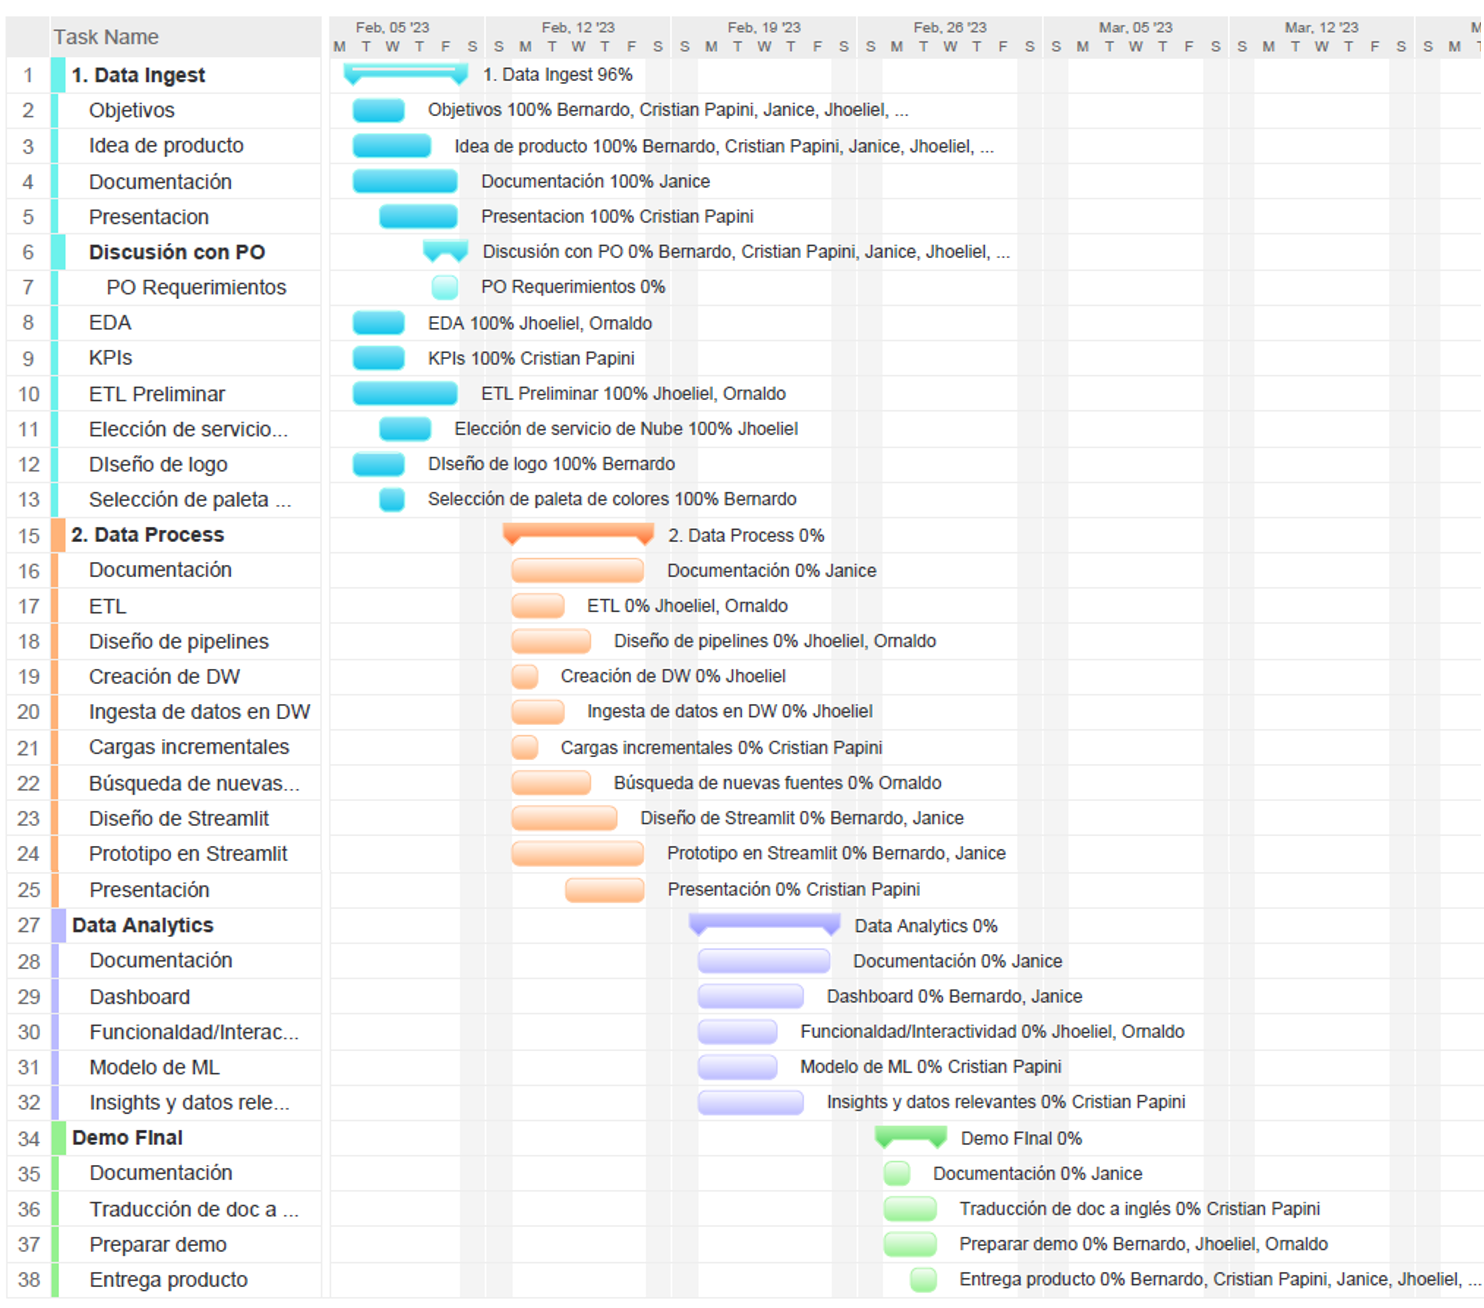 Task Name
Feb, 05 '23 Feb, 12 '23 Feb, 19 '23 Feb, 26 '23 Mar, 05 '23 Mar, 12 '23 M
M T W T F S S M T W T F S S M T W T F S S M T W T F S S M T W T F S S M T W T F S S M T
1 1. Data Ingest 1. Data Ingest 96%
2 Objetivos Objetivos 100% Bernardo, Cristian Papini, Janice, Jhoeliel, ...
3 Idea de producto Idea de producto 100% Bernardo, Cristian Papini, Janice, Jhoeliel, ...
4 Documentación Documentación 100% Janice
5 Presentacion Presentacion 100% Cristian Papini
6 Discusión con PO Discusión con PO 0% Bernardo, Cristian Papini, Janice, Jhoeliel, ...
7 PO Requerimientos PO Requerimientos 0%
8 EDA EDA 100% Jhoeliel, Ornaldo
9 KPIs KPIs 100% Cristian Papini
10 ETL Preliminar ETL Preliminar 100% Jhoeliel, Ornaldo
11 Elección de servicio... Elección de servicio de Nube 100% Jhoeliel
12 DIseño de logo DIseño de logo 100% Bernardo
13 Selección de paleta ... Selección de paleta de colores 100% Bernardo
15 2. Data Process 2. Data Process 0%
16 Documentación Documentación 0% Janice
17 ETL ETL 0% Jhoeliel, Ornaldo
18 Diseño de pipelines Diseño de pipelines 0% Jhoeliel, Ornaldo
19 Creación de DW Creación de DW 0% Jhoeliel
20 Ingesta de datos en DW Ingesta de datos en DW 0% Jhoeliel
21 Cargas incrementales Cargas incrementales 0% Cristian Papini
22 Búsqueda de nuevas... Búsqueda de nuevas fuentes 0% Ornaldo
23 Diseño de Streamlit Diseño de Streamlit 0% Bernardo, Janice
24 Prototipo en Streamlit Prototipo en Streamlit 0% Bernardo, Janice
25 Presentación Presentación 0% Cristian Papini
27 Data Analytics Data Analytics 0%
28 Documentación Documentación 0% Janice
29 Dashboard Dashboard 0% Bernardo, Janice
30 Funcionaldad/Interac... Funcionaldad/Interactividad 0% Jhoeliel, Ornaldo
31 Modelo de ML Modelo de ML 0% Cristian Papini
32 Insights y datos rele... Insights y datos relevantes 0% Cristian Papini
34 Demo FInal Demo FInal 0%
35 Documentación Documentación 0% Janice
36 Traducción de doc a ... Traducción de doc a inglés 0% Cristian Papini
37 Preparar demo Preparar demo 0% Bernardo, Jhoeliel, Ornaldo
38 Entrega producto Entrega producto 0% Bernardo, Cristian Papini, Janice, Jhoeliel, ...